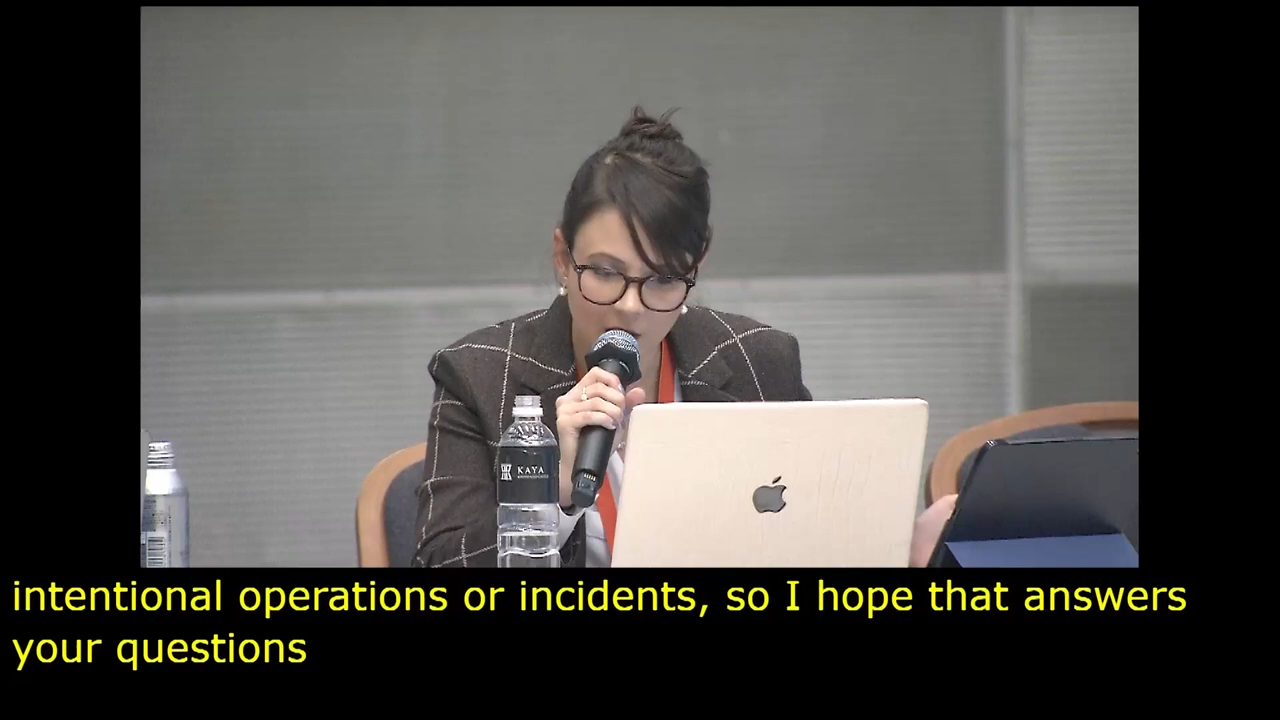 KAYA
intentional operations or incidents, so I hope that answers
your questions